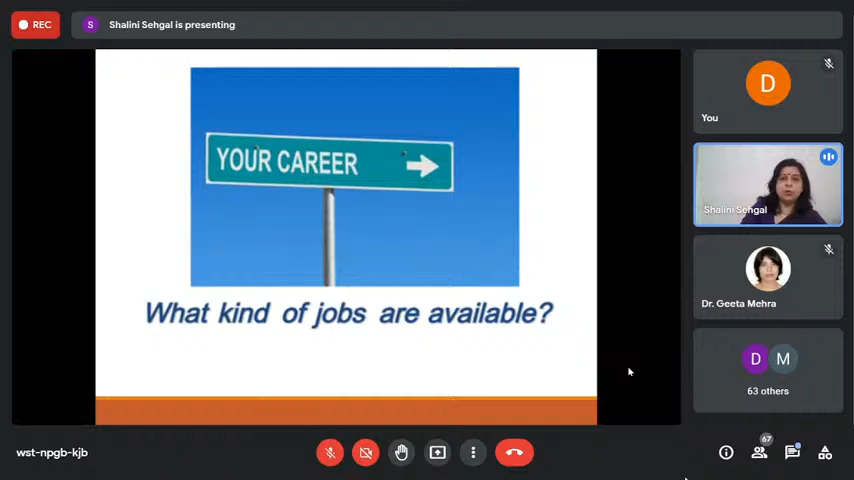 REC
S
Shalini Sehgal is presenting
YOUR CAREER
What kind of jobs are available?
D
You
Shalini Sehgal
Dr. Geeta Mehra
D
M
63 others
wst-npgb-kjb
67